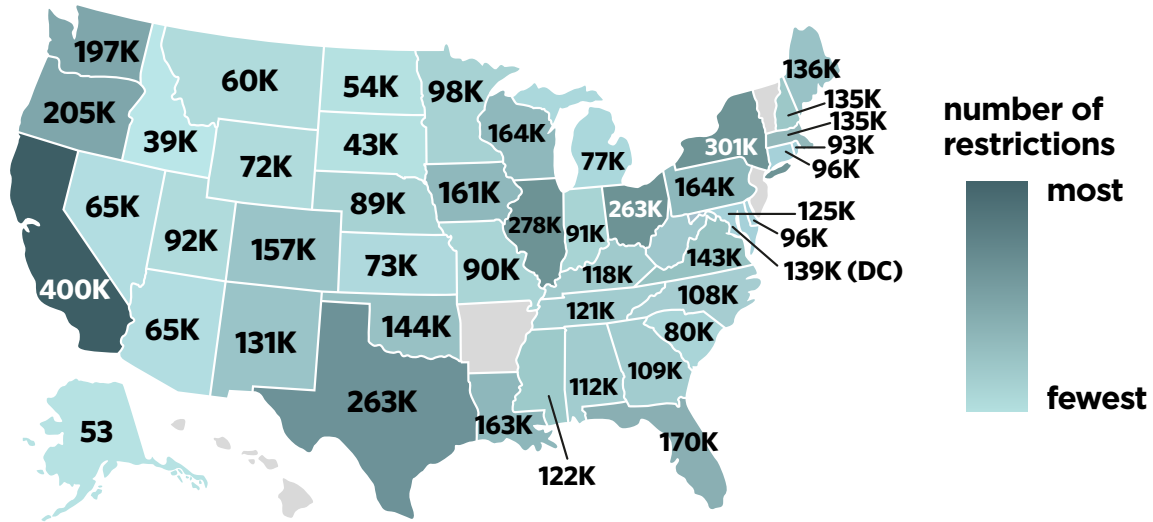 197K
60K
54K
98K
136K
205K
39K
43K
164K
135K
135K
301K
93K
96K
72K
77K
164K
65K
89K
161K
92K
157K
278K
91K
263K
125K
96K
139K (DC)
143K
73K
90K
118K
400K
108K
65K
131K
144K
121K
80K
263K
112K
109K
53
163K
122K
170K
number of
restrictions
most
fewest